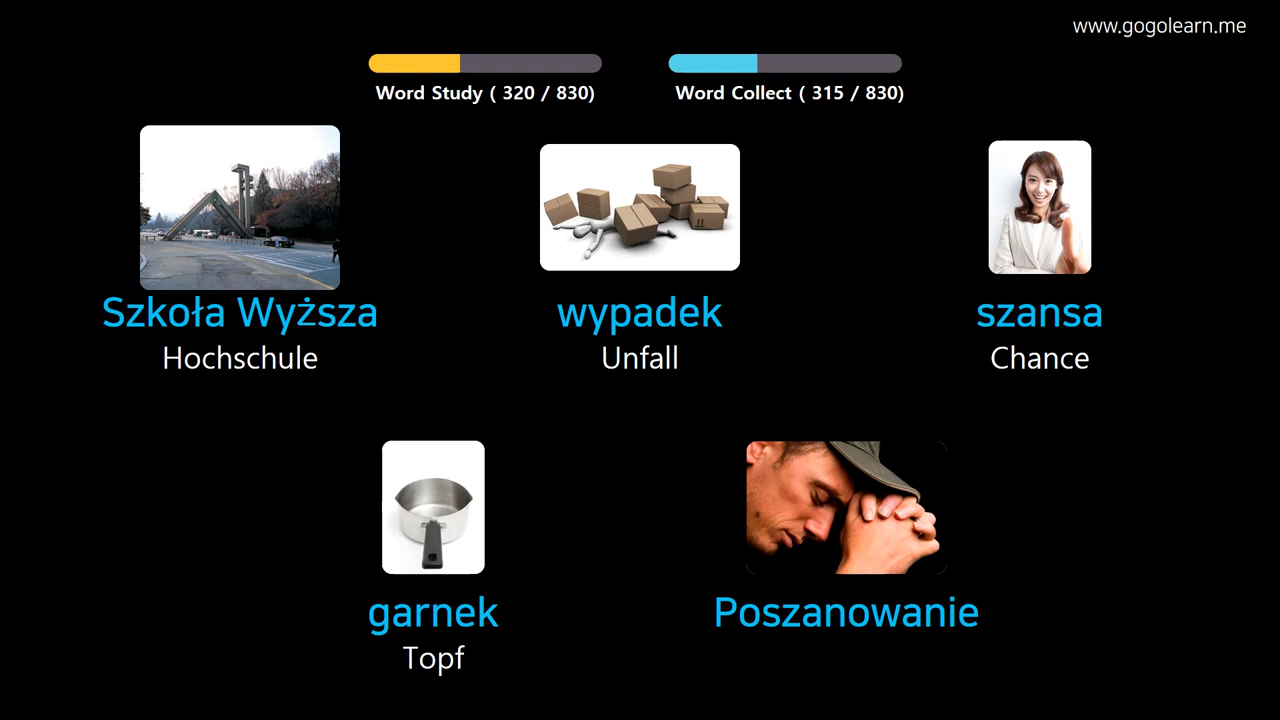 www.gogolearn.me
Word Study ( 320 / 830)
Word Collect ( 315 / 830)
Szkoła Wyższa
Hochschule
wypadek
Unfall
szansa
Chance
garnek
Topf
Poszanowanie